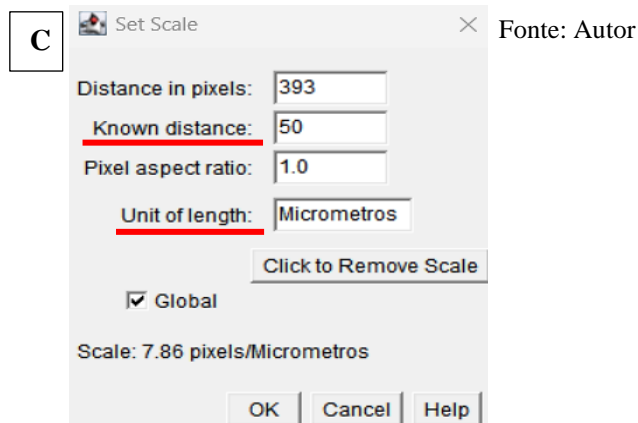 C
Set Scale
Fonte: Autor
Distance in pixels: 393
Known distance: 50
Pixel aspect ratio: 1.0
Unit of length: Micrometros
Click to Remove Scale
Global
Scale: 7.86 pixels/Micrometros
OK Cancel Help